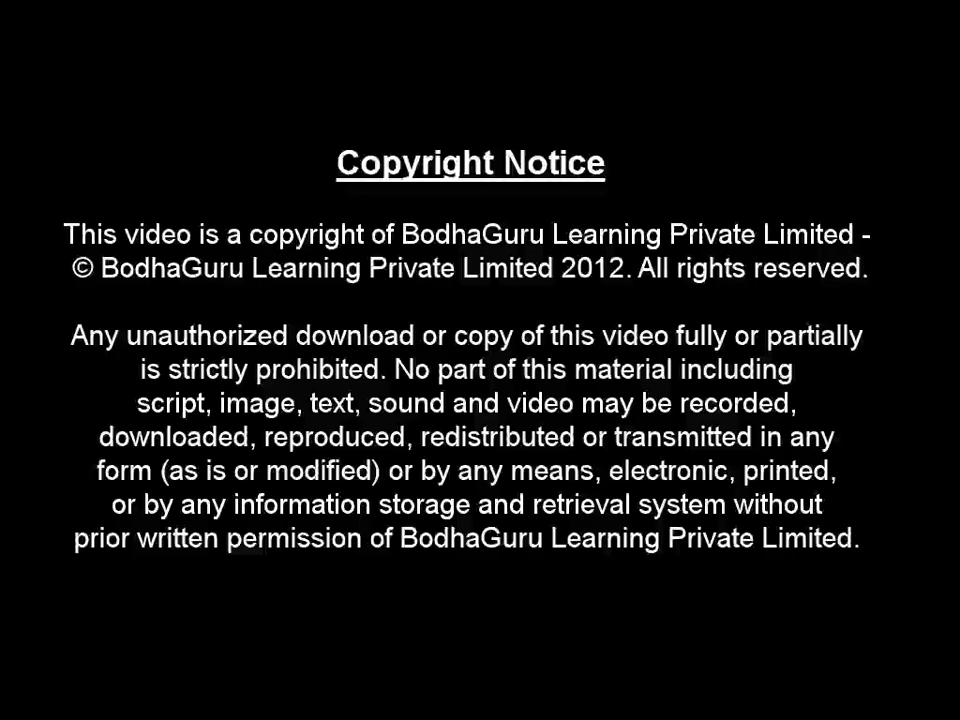 Copyright Notice
This video is a copyright of BodhaGuru Learning Private Limited -
© BodhaGuru Learning Private Limited 2012. All rights reserved.
Any unauthorized download or copy of this video fully or partially
is strictly prohibited. No part of this material including
script, image, text, sound and video may be recorded,
downloaded, reproduced, redistributed or transmitted in any
form (as is or modified) or by any means, electronic, printed,
or by any information storage and retrieval system without
prior written permission of BodhaGuru Learning Private Limited.